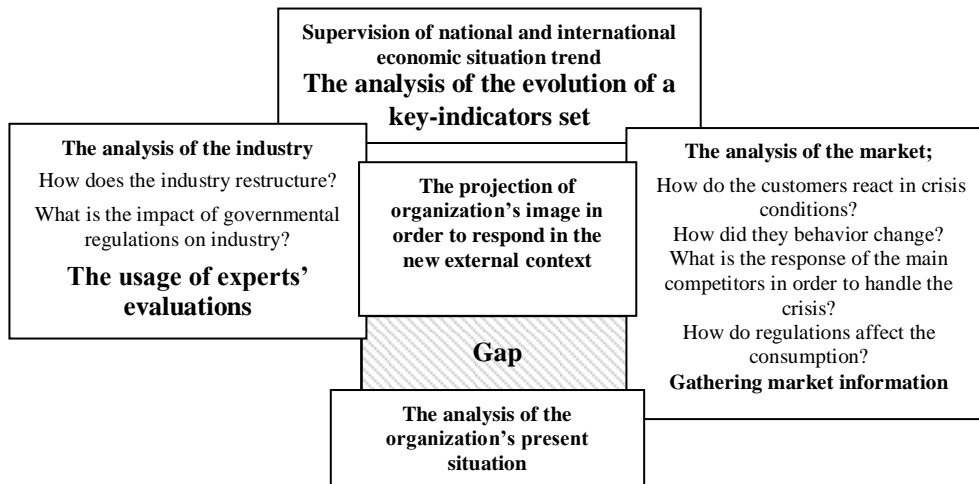 Supervision of national and international
economic situation trend
The analysis of the evolution of a
key-indicators set
The analysis of the industry
How does the industry restructure?
What is the impact of governmental
regulations on industry?
The usage of experts’
evaluations
The projection of
organization’s image in
order to respond in the
new external context
The analysis of the market;
How do the customers react in crisis
conditions?
How did they behavior change?
What is the response of the main
competitors in order to handle the
crisis?
How do regulations affect the
consumption?
Gathering market information
Gap
The analysis of the
organization’s present
situation